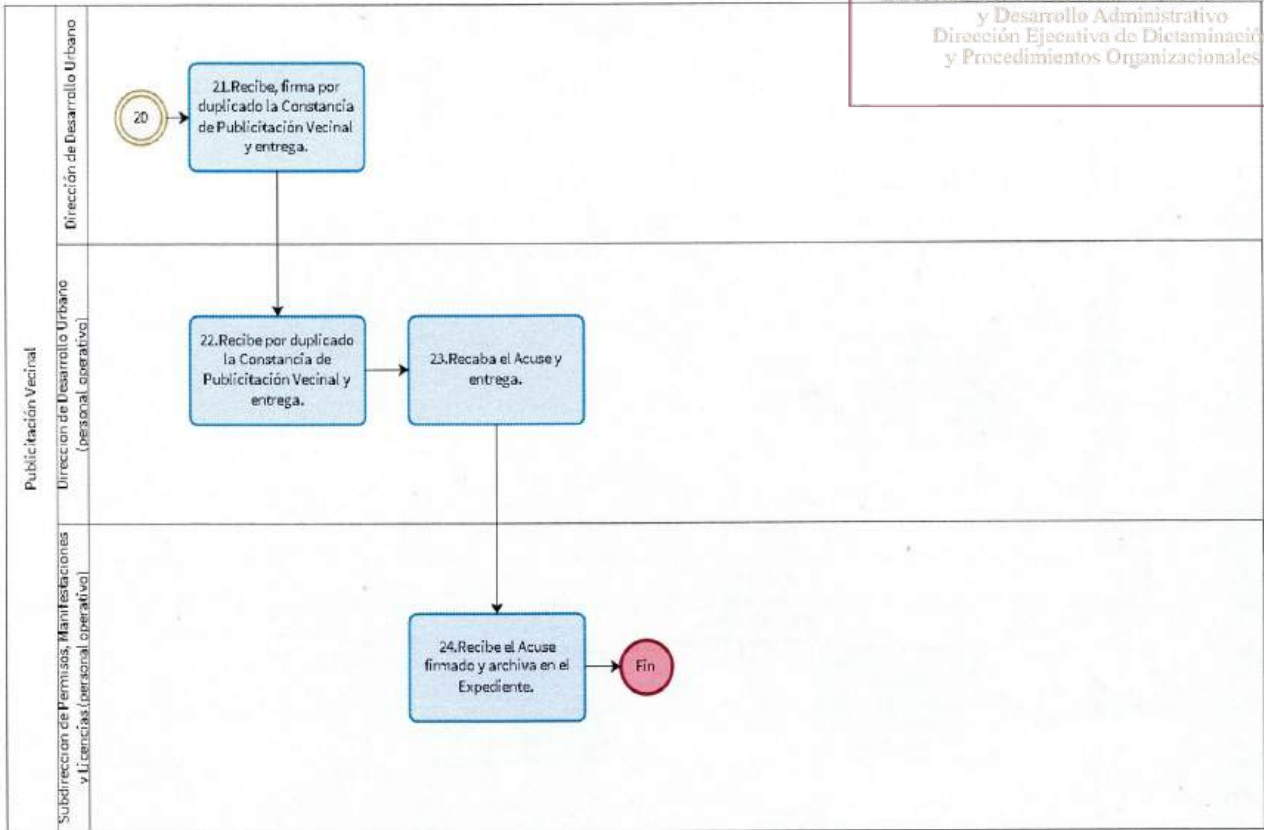 y Desarrollo Administrativo
Dirección Ejecutiva de Dictaminació
y Procedimientos Organizacionales
Publicitación Vecinal
Dirección de Desarrollo Urbano
20
21.Recibe, firma por
duplicado la Constancia
de Publicitación Vecinal
y entrega.
Dirección de Desarrollo Urbano
(personal operativo)
22.Recibe por duplicado
la Constancia de
Publicitación Vecinal y
entrega.
23.Recaba el Acuse y
entrega.
Subdirección de Permisos, Manifestaciones
y Licencias (personal operativo)
24.Recibe el Acuse
firmado y archiva en el
Expediente.
Fin